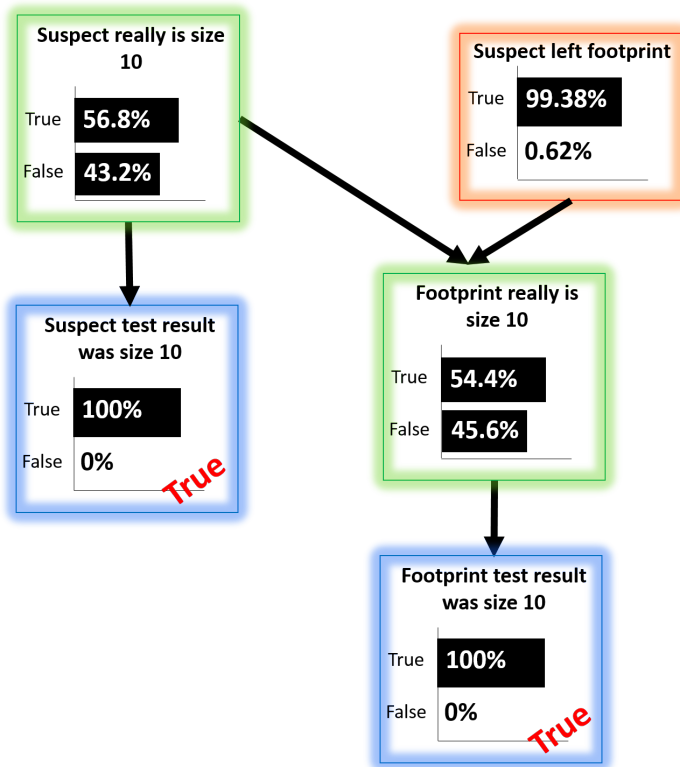 Suspect really is size
10
True
56.8%
False
43.2%
Suspect left footprint
True
99.38%
False
0.62%
Suspect test result
was size 10
True
100%
False
0%
True
Footprint really is
size 10
True
54.4%
False
45.6%
Footprint test result
was size 10
True
100%
False
0%
True